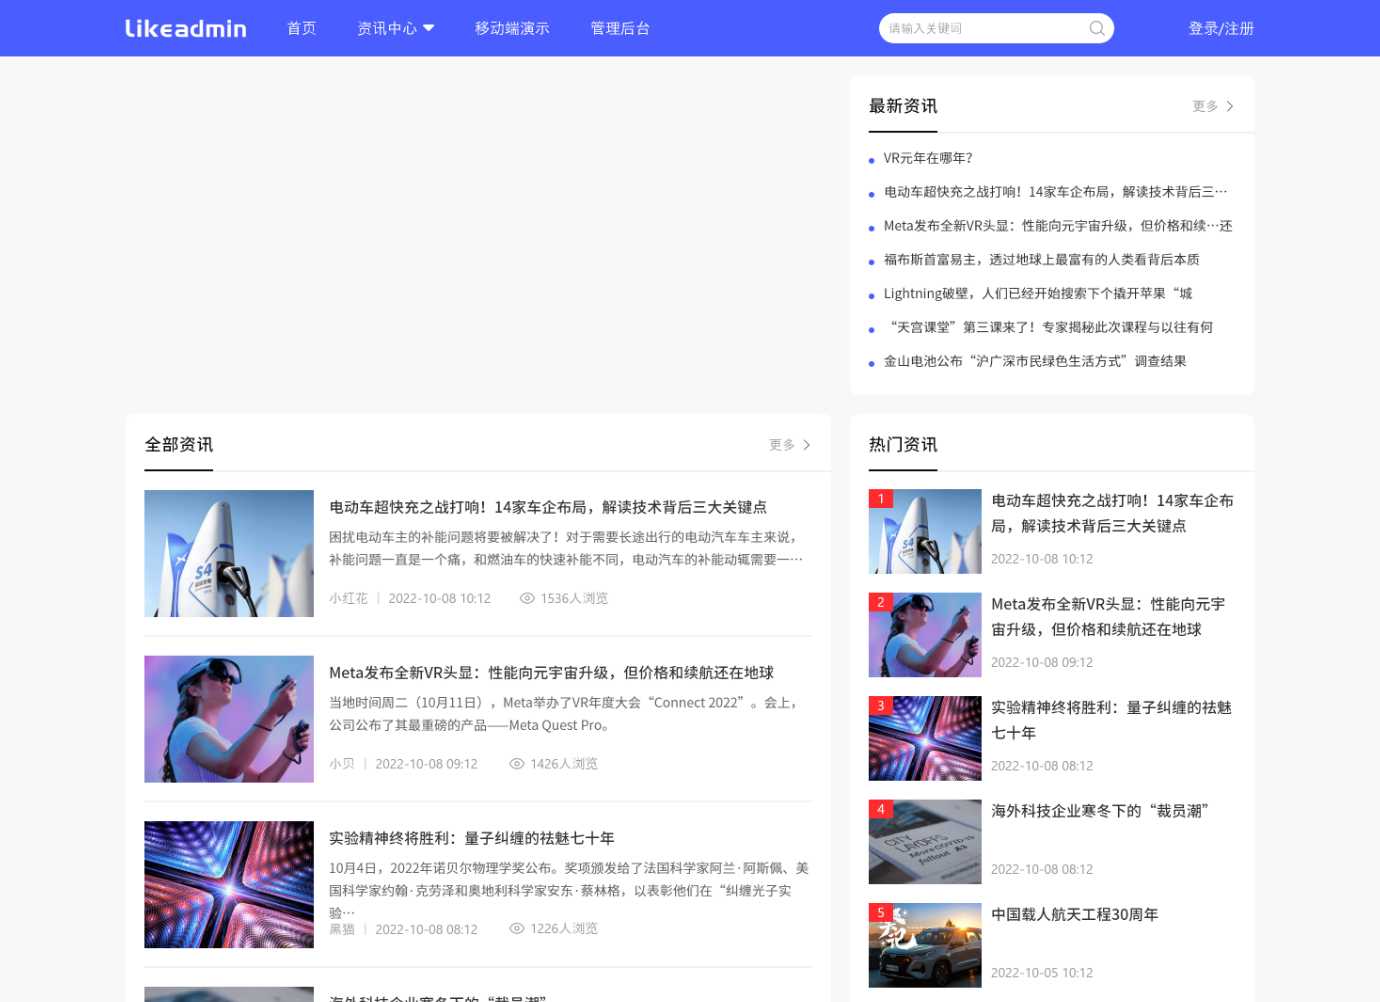 likeadmin
首页
资讯中心
移动端演示
管理后台
请输入关键词
登录/注册
最新资讯
更多
VR元年在哪年？
电动车超快充之战打响！14家车企布局，解读技术背后三…
Meta发布全新VR头显：性能向元宇宙升级，但价格和续…还
福布斯首富易主，透过地球上最富有的人类看背后本质
Lightning破壁，人们已经开始搜索下个撬开苹果“城
“天宫课堂”第三课来了！专家揭秘此次课程与以往有何
金山电池公布“沪广深市民绿色生活方式”调查结果
全部资讯
更多
S4
电动车超快充之战打响！14家车企布局，解读技术背后三大关键点
困扰电动车主的补能问题将要被解决了！对于需要长途出行的电动汽车车主来说，
补能问题一直是一个痛，和燃油车的快速补能不同，电动汽车的补能动辄需要一…
小红花 | 2022-10-08 10:12 1536人浏览
Meta发布全新VR头显：性能向元宇宙升级，但价格和续航还在地球
当地时间周二（10月11日），Meta举办了VR年度大会“Connect 2022”。会上，
公司公布了其最重磅的产品——Meta Quest Pro。
小贝 | 2022-10-08 09:12 1426人浏览
实验精神终将胜利：量子纠缠的祛魅七十年
10月4日，2022年诺贝尔物理学奖公布。奖项颁发给了法国科学家阿兰·阿斯佩、美
国科学家约翰·克劳泽和奥地利科学家安东·蔡林格，以表彰他们在“纠缠光子实
验…
黑猫 | 2022-10-08 08:12 1226人浏览
海外科技企业寒冬下的“裁员潮”
热门资讯
1
S4
电动车超快充之战打响！14家车企布
局，解读技术背后三大关键点
2022-10-08 10:12
2
Meta发布全新VR头显：性能向元宇
宙升级，但价格和续航还在地球
2022-10-08 09:12
3
实验精神终将胜利：量子纠缠的祛魅
七十年
2022-10-08 08:12
4
CITY
LAYOFFS
More COVID-19
fallout A3
海外科技企业寒冬下的“裁员潮”
2022-10-08 08:12
5
中国载人航天工程30周年
2022-10-05 10:12